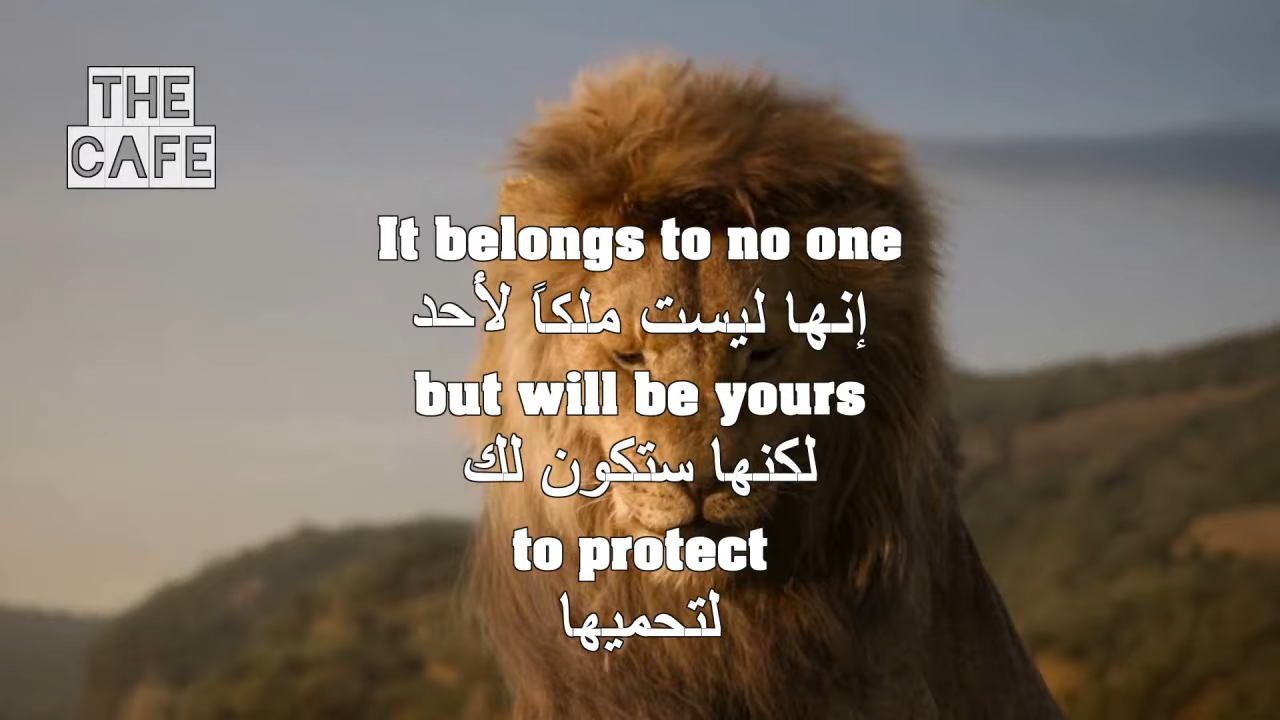 THE
CAFE
It belongs to no one
إنها ليست ملكاً لأحد
but will be yours
لكنها ستكون لك
to protect
لتحميها